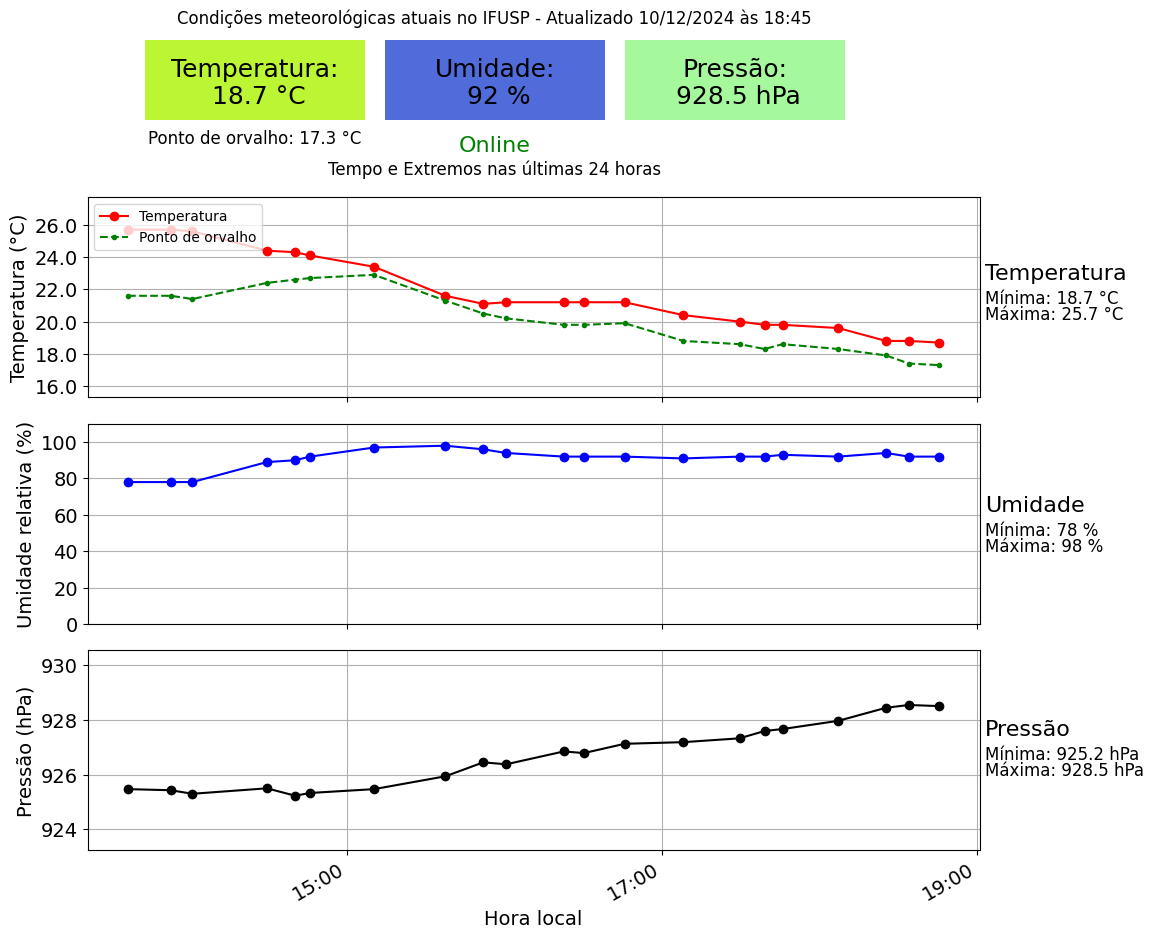 Condições meteorológicas atuais no IFUSP - Atualizado 10/12/2024 às 18:45
Temperatura:
18.7 °C
Umidade:
92 %
Pressão:
928.5 hPa
Ponto de orvalho: 17.3 °C
Online
Tempo e Extremos nas últimas 24 horas
Temperatura (°C)
26.0
24.0
22.0
20.0
18.0
16.0
Temperatura
Ponto de orvalho
Temperatura
Mínima: 18.7 °C
Máxima: 25.7 °C
Umidade relativa (%)
100
80
60
40
20
0
Umidade
Mínima: 78 %
Máxima: 98 %
Pressão (hPa)
930
928
926
924
Pressão
Mínima: 925.2 hPa
Máxima: 928.5 hPa
15:00
17:00
19:00
Hora local